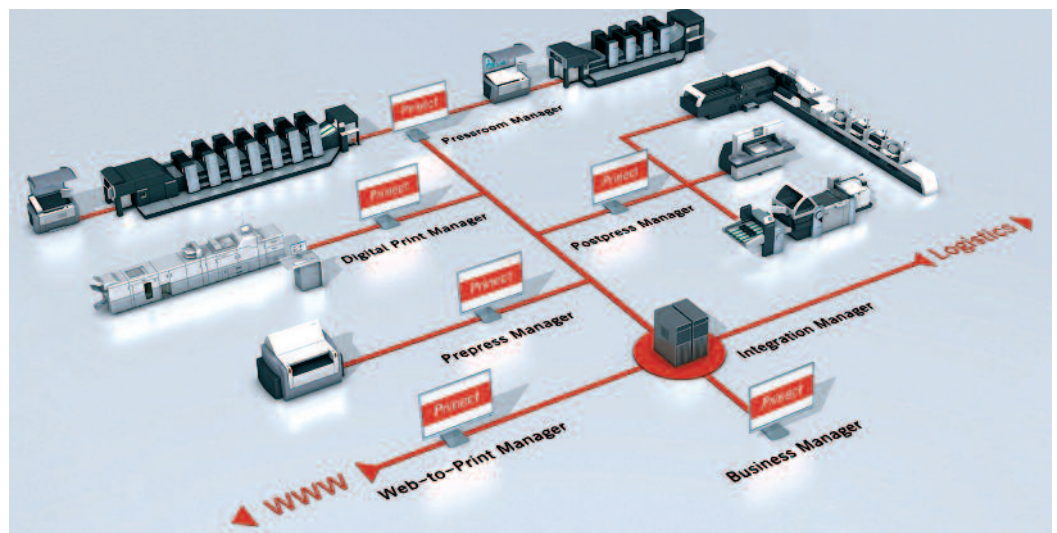 Prinect
Pressroom Manager
Prinect
Digital Print Manager
Prinect
Postpress Manager
Prinect
Prepress Manager
Logistics
Integration Manager
Prinect
Web-to-Print Manager
Prinect
Business Manager
WWW